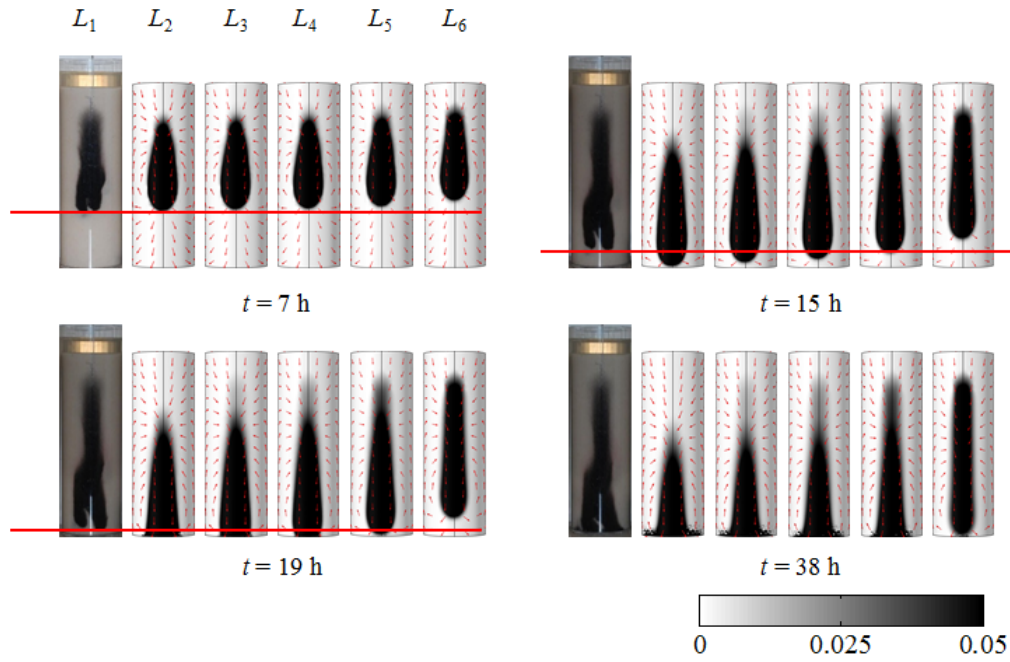 L₁ L₂ L₃ L₄ L₅ L₆
t = 7 h
t = 15 h
t = 19 h
t = 38 h
0 0.025 0.05